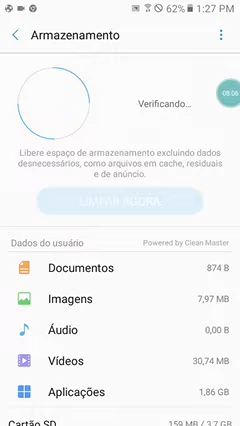 62% 1:27 PM
Armazenamento
08:06
Verificando...
Libere espaço de armazenamento excluindo dados
desnecessários, como arquivos em cache, residuais
e de anúncio.
LIMPAR AGORA
Dados do usuário Powered by Clean Master
Documentos 874 B
Imagens 7,97 MB
Áudio 0,00 B
Vídeos 30,74 MB
Aplicações 1,86 GB
Cartão SD 159 MB / 3,7 GB